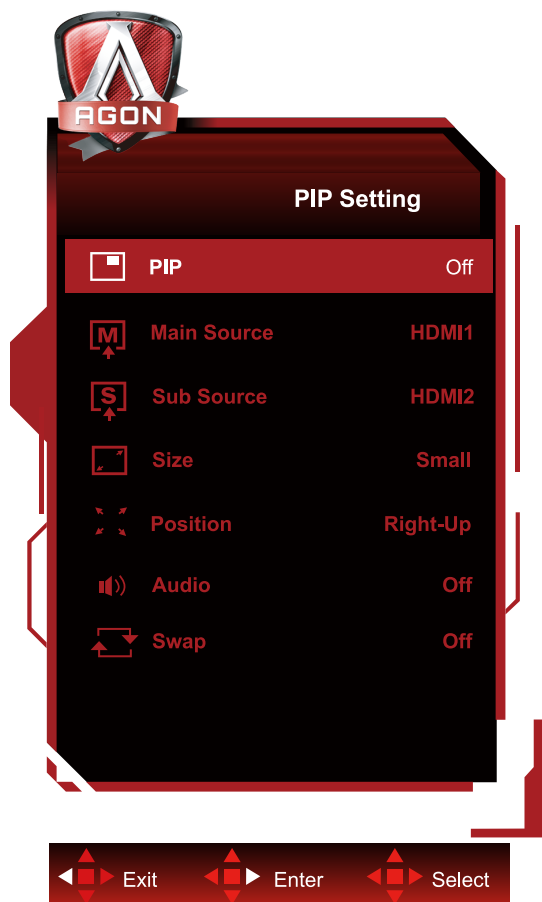 AGON
PIP Setting
PIP Off
M Main Source HDMI1
S Sub Source HDMI2
Size Small
Position Right-Up
Audio Off
Swap Off
Exit Enter Select